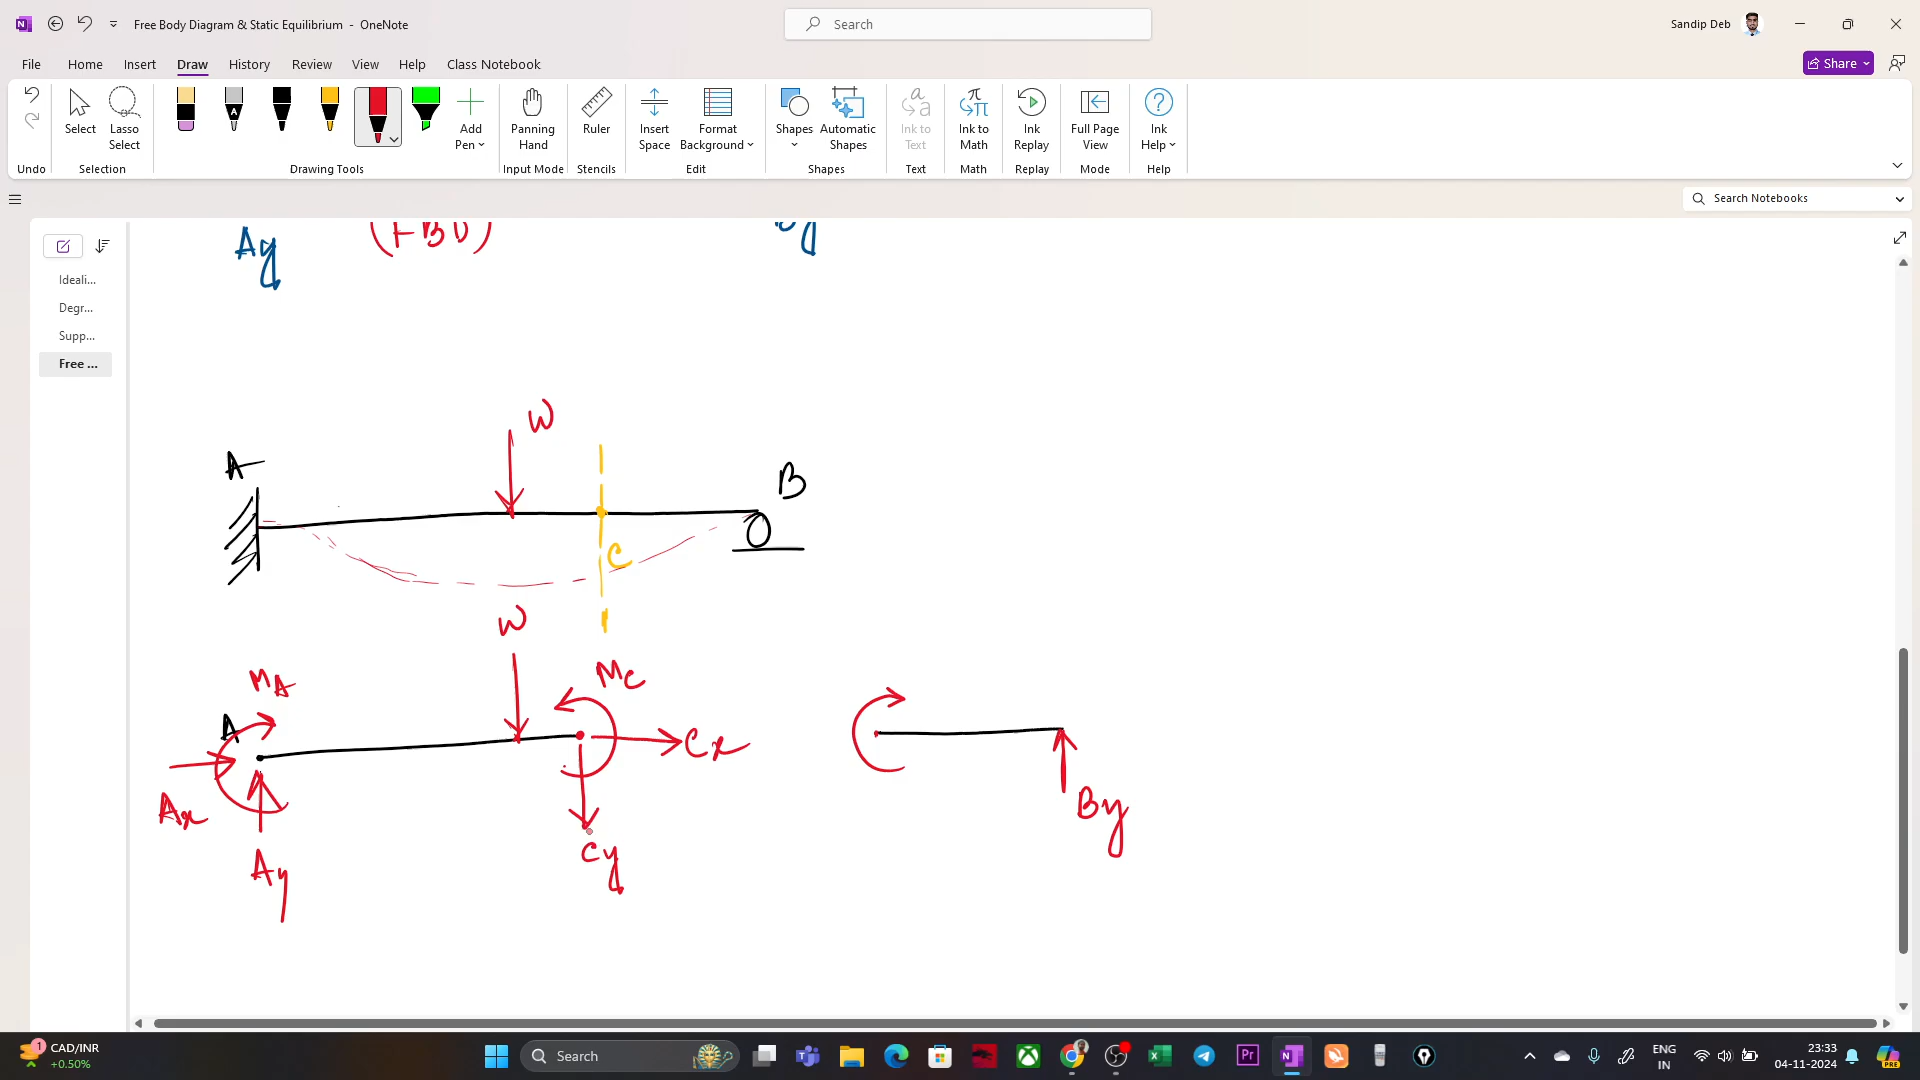 Free Body Diagram & Static Equilibrium - OneNote
Search
Sandip Deb
File Home Insert Draw History Review View Help Class Notebook
Share
Select
Lasso Select
Add Pen
Panning Hand
Ruler
Insert Space
Format Background
Shapes
Automatic Shapes
Ink to Text
Ink to Math
Ink Replay
Full Page View
Ink Help
Undo Selection Drawing Tools Input Mode Stencils Edit Shapes Text Math Replay Mode Help
Search Notebooks
Ideali...
Degr...
Supp...
Free ...
Ay (FBD) By
W
A B
C
W
MA Mc
A
Cx
Ax By
Ay Cy
CAD/INR
+0.50%
1
Search
Pr
ENG
IN
23:33
04-11-2024
PRE